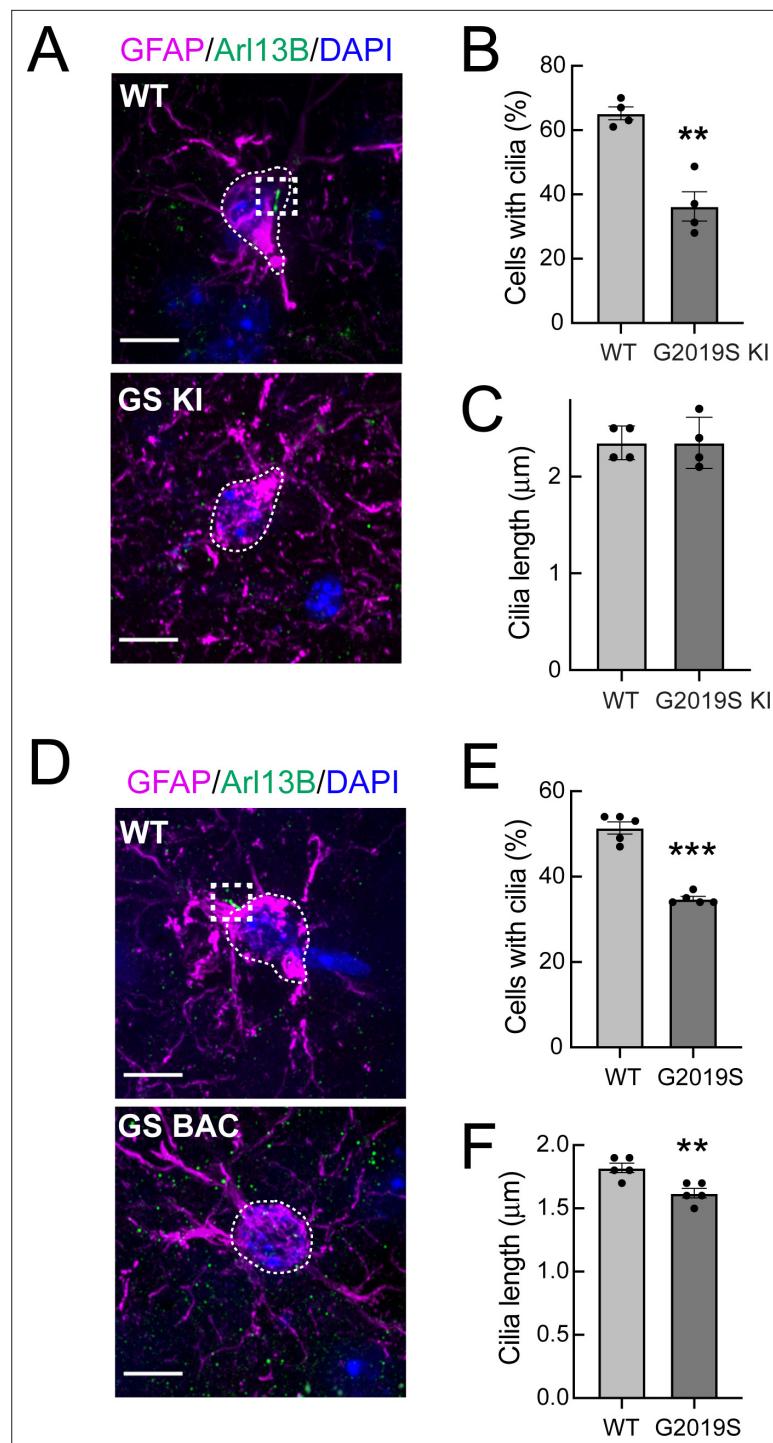 A
GFAP/Arl13B/DAPI
WT
GS KI
B
Cells with cilia (%)
80
60
40
20
0
**
WT
G2019S KI
C
Cilia length (μm)
2
1
0
WT
G2019S KI
D
GFAP/Arl13B/DAPI
WT
GS BAC
E
Cells with cilia (%)
60
40
20
0
***
WT
G2019S
F
Cilia length (μm)
2.0
1.5
1.0
0.5
0.0
**
WT
G2019S